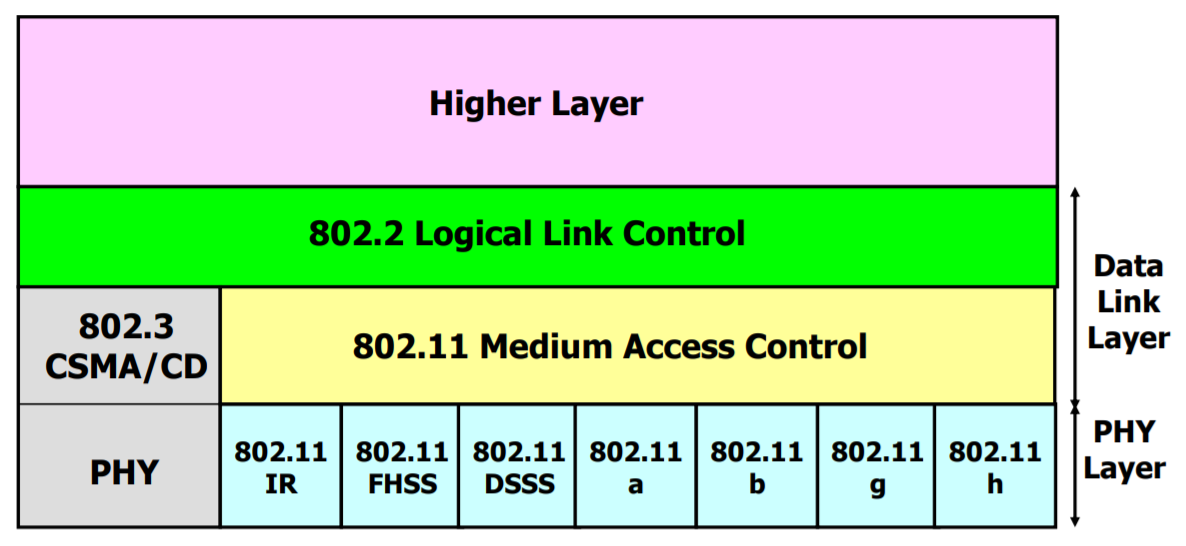 Higher Layer
802.2 Logical Link Control
Data
Link
Layer
802.3
CSMA/CD
802.11 Medium Access Control
PHY
802.11
IR
802.11
FHSS
802.11
DSSS
802.11
a
802.11
b
802.11
g
802.11
h
PHY
Layer